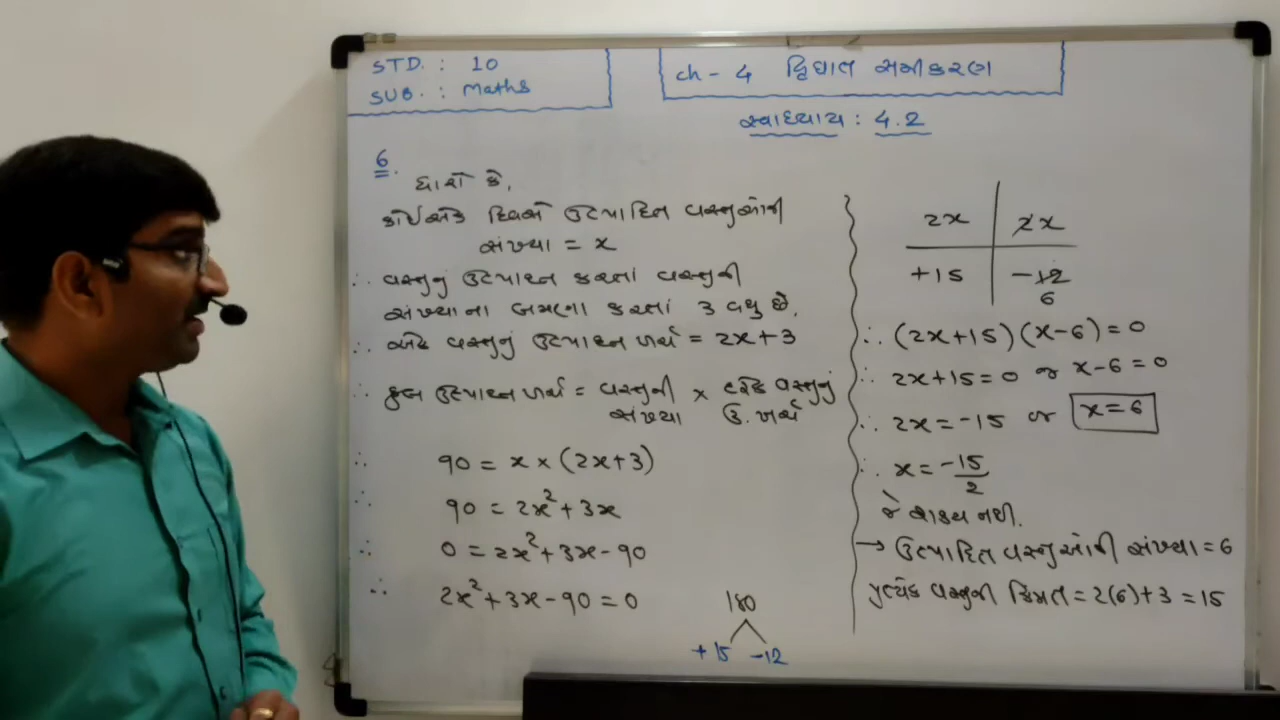 STD. : 10
SUB. : Maths
ch - 4 દ્વિઘાત સમીકરણ
સ્વાધ્યાય : 4.2
6.
ધારો કે,
કોઈએક દિવસે ઉત્પાદિત વસ્તુઓની
સંખ્યા = x
∴ વસ્તુનું ઉત્પાદન કરતાં વસ્તુની
સંખ્યાના બમણા કરતાં 3 વધુ છે.
∴ એટલે વસ્તુનું ઉત્પાદન ખર્ચ = 2x+3
∴ કુલ ઉત્પાદન ખર્ચ = વસ્તુની × દરેક વસ્તુનું
સંખ્યા ઉ. ખર્ચ
∴ 90 = x × (2x+3)
∴ 90 = 2x²+3x
∴ 0 = 2x²+3x-90
∴ 2x²+3x-90 = 0
180
+15 -12
2x | 2x
+15 | -12
6
∴ (2x+15)(x-6) = 0
∴ 2x+15=0 જ x-6 = 0
∴ 2x = -15 જ x = 6
∴ x = -15/2
જે શક્ય નથી.
→ ઉત્પાદિત વસ્તુઓની સંખ્યા = 6
પ્રત્યેક વસ્તુની કિંમત = 2(6)+3 = 15